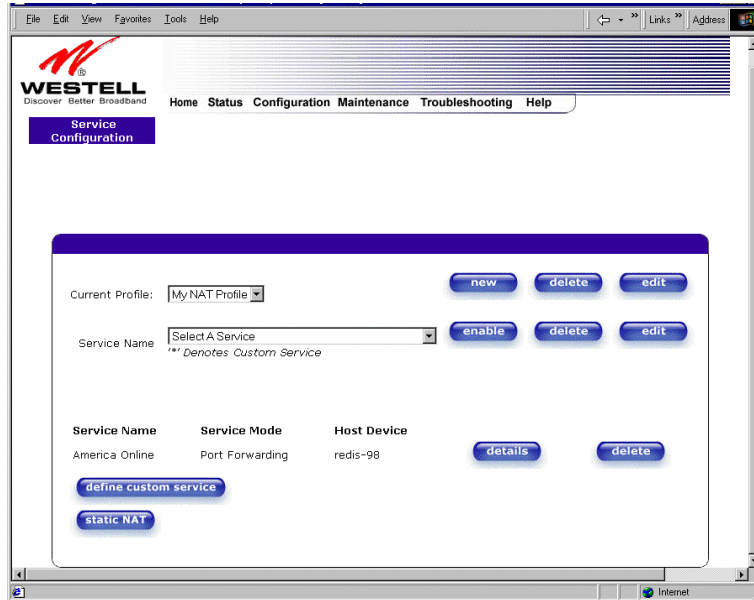 File Edit View Favorites Tools Help
Links » Address
®
WESTELL
Discover Better Broadband
Home Status Configuration Maintenance Troubleshooting Help
Service
Configuration
Current Profile: My NAT Profile new delete edit
Service Name Select A Service enable delete edit
'*' Denotes Custom Service
Service Name Service Mode Host Device
America Online Port Forwarding redis-98 details delete
define custom service
static NAT
Internet